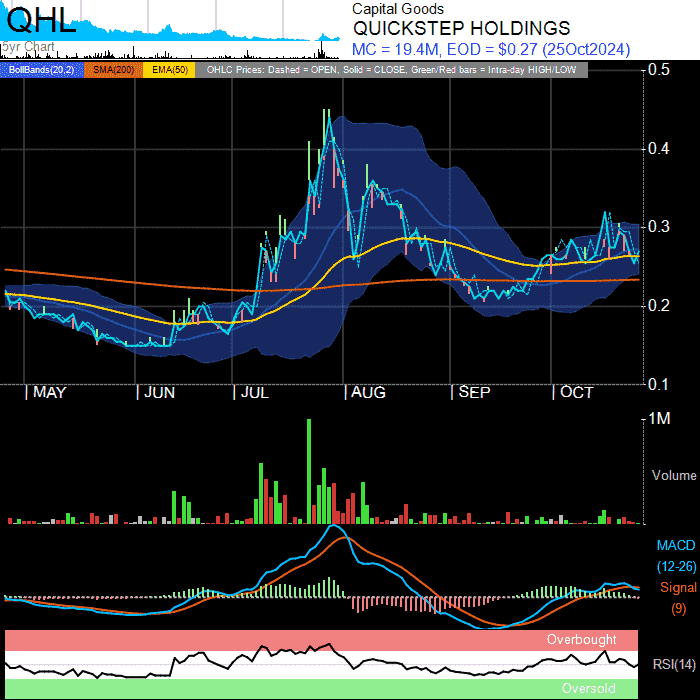 QHL
Capital Goods
QUICKSTEP HOLDINGS
MC = 19.4M, EOD = $0.27 (25Oct2024)
5yr Chart
BollBands(20,2) SMA(200) EMA(50) OHLC Prices: Dashed = OPEN, Solid = CLOSE, Green/Red bars = Intra-day HIGH/LOW
0.5
0.4
0.3
0.2
0.1
MAY JUN JUL AUG SEP OCT
1M
Volume
MACD
(12-26)
Signal
(9)
Overbought
RSI(14)
Oversold